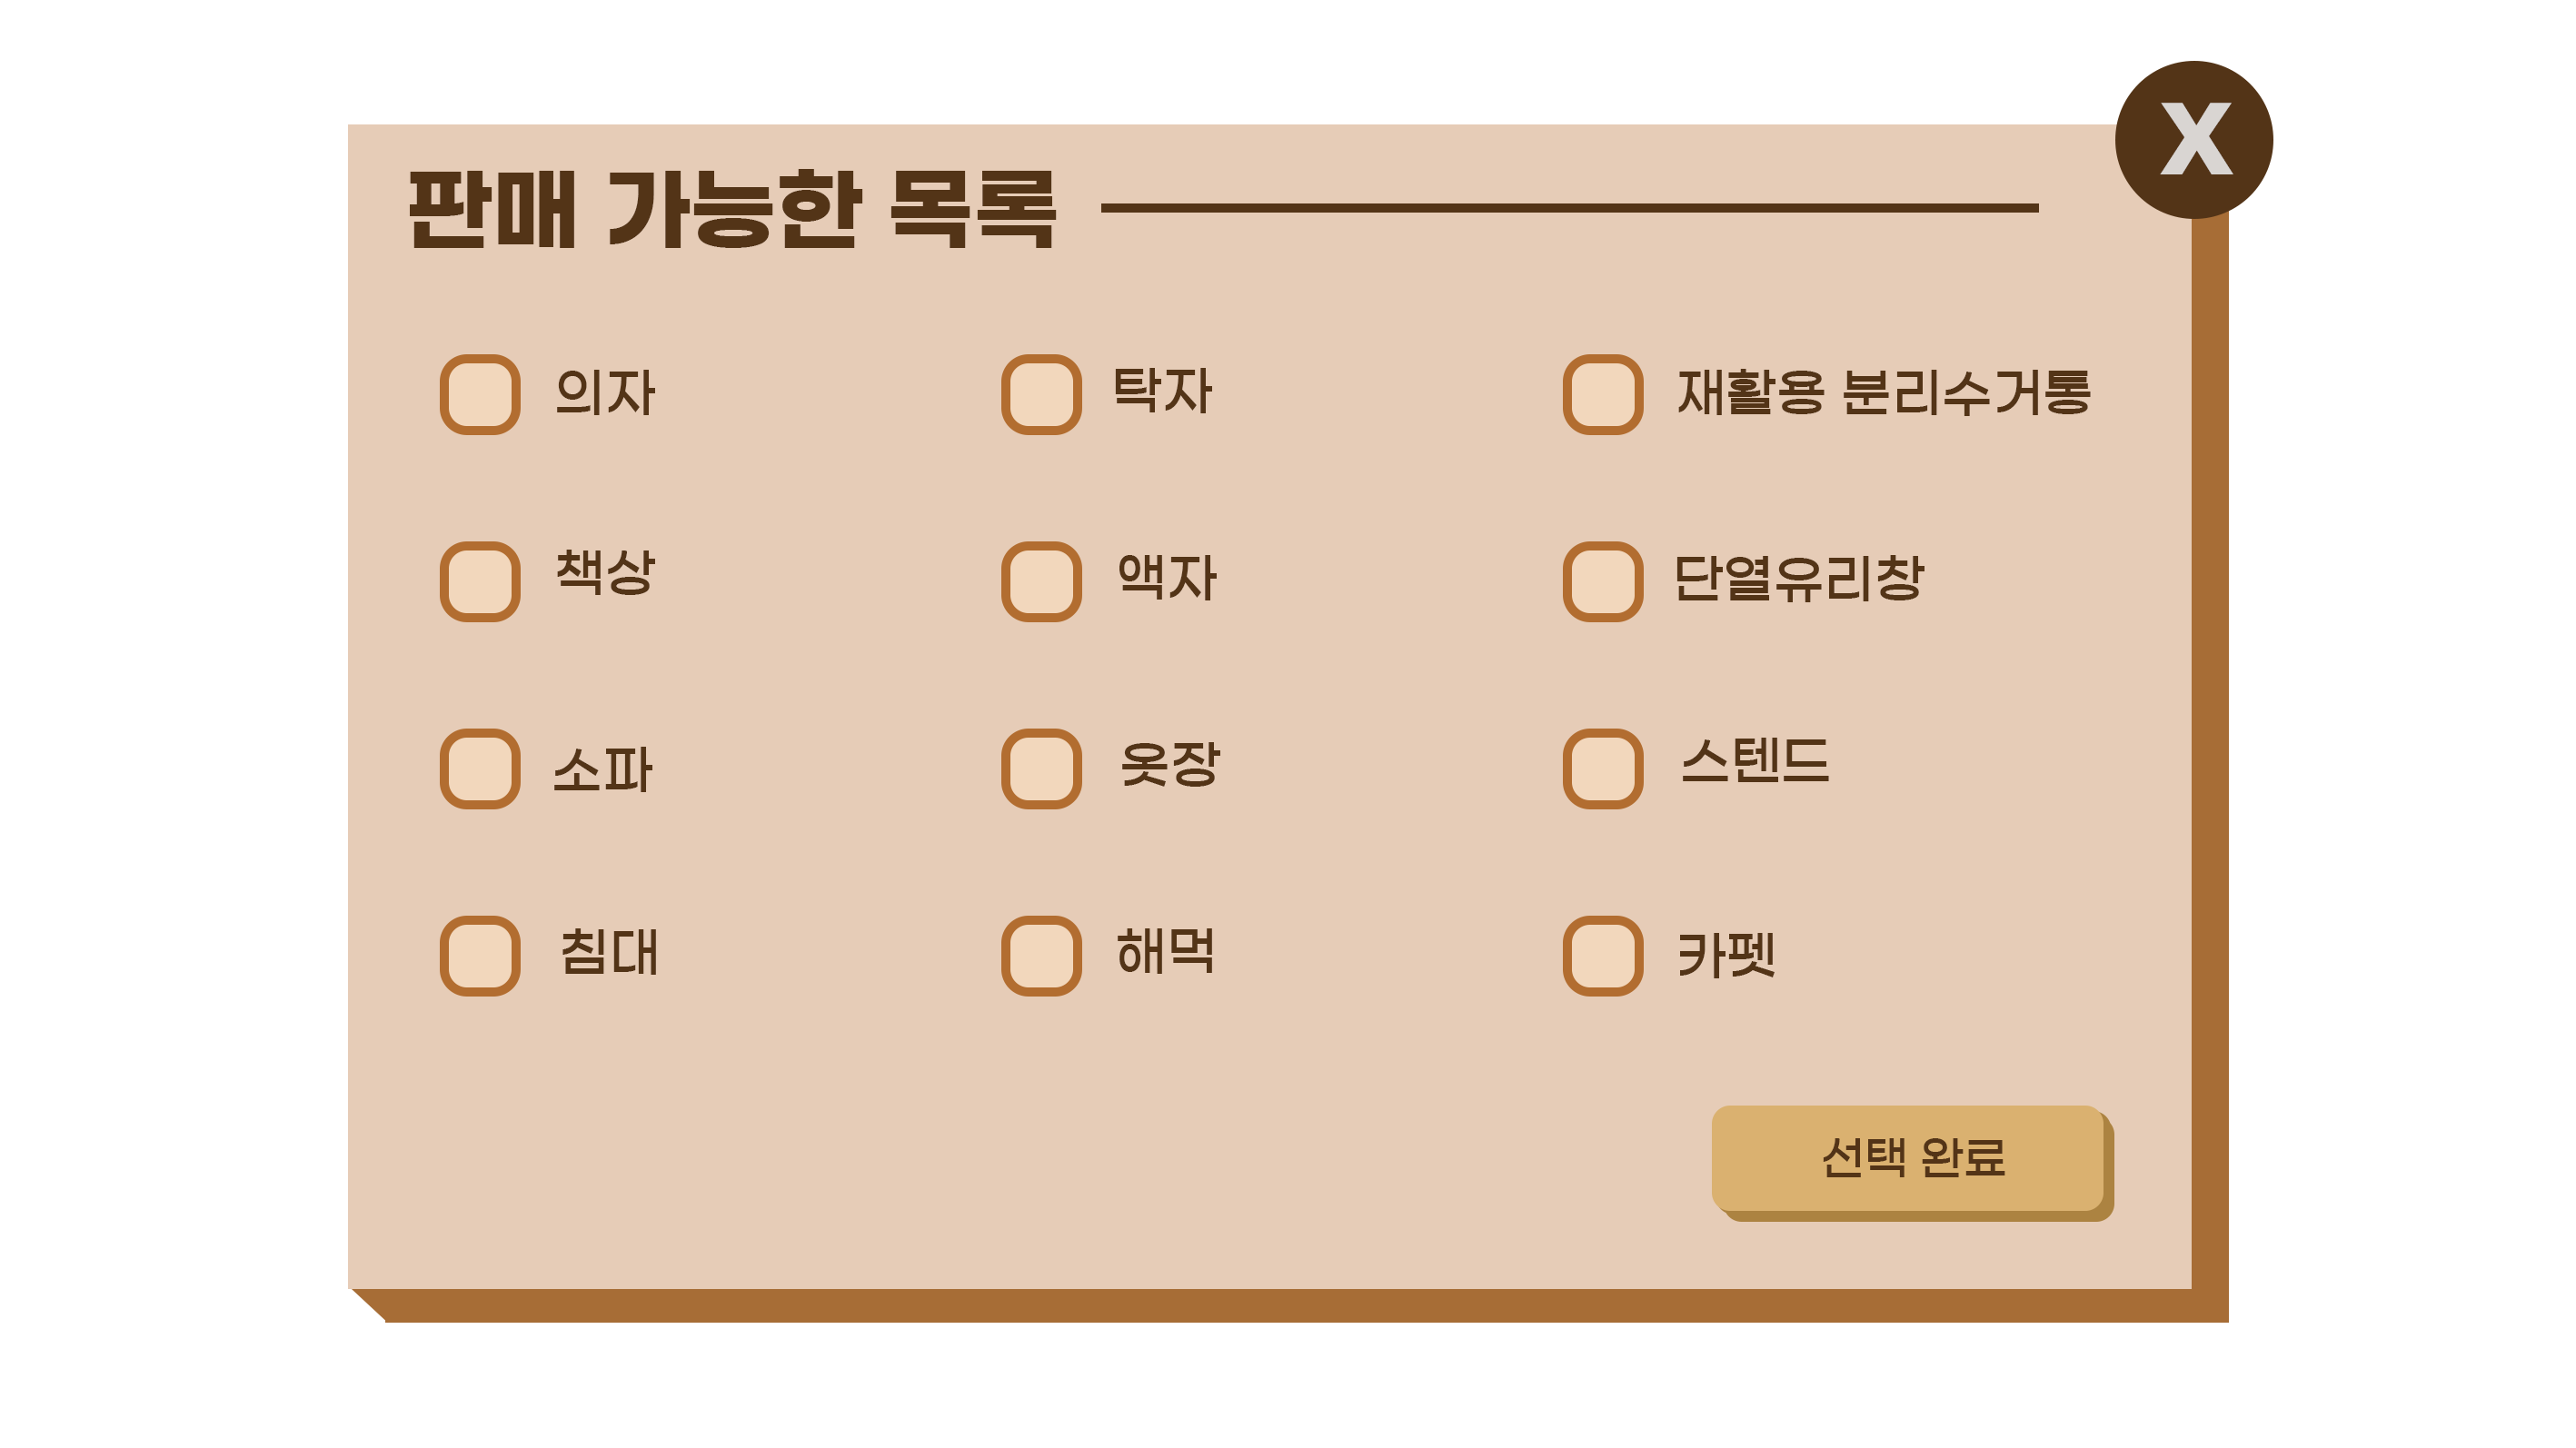 X
판매 가능한 목록
의자
탁자
재활용 분리수거통
책상
액자
단열유리창
소파
옷장
스텐드
침대
해먹
카펫
선택 완료